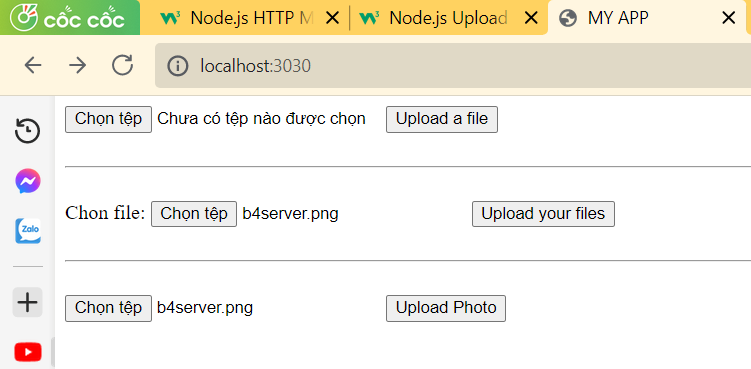 cốc cốc
Node.js HTTP M
Node.js Upload
MY APP
localhost:3030
Chọn tệp Chưa có tệp nào được chọn Upload a file
Chon file: Chọn tệp b4server.png Upload your files
Zalo
Chọn tệp b4server.png Upload Photo